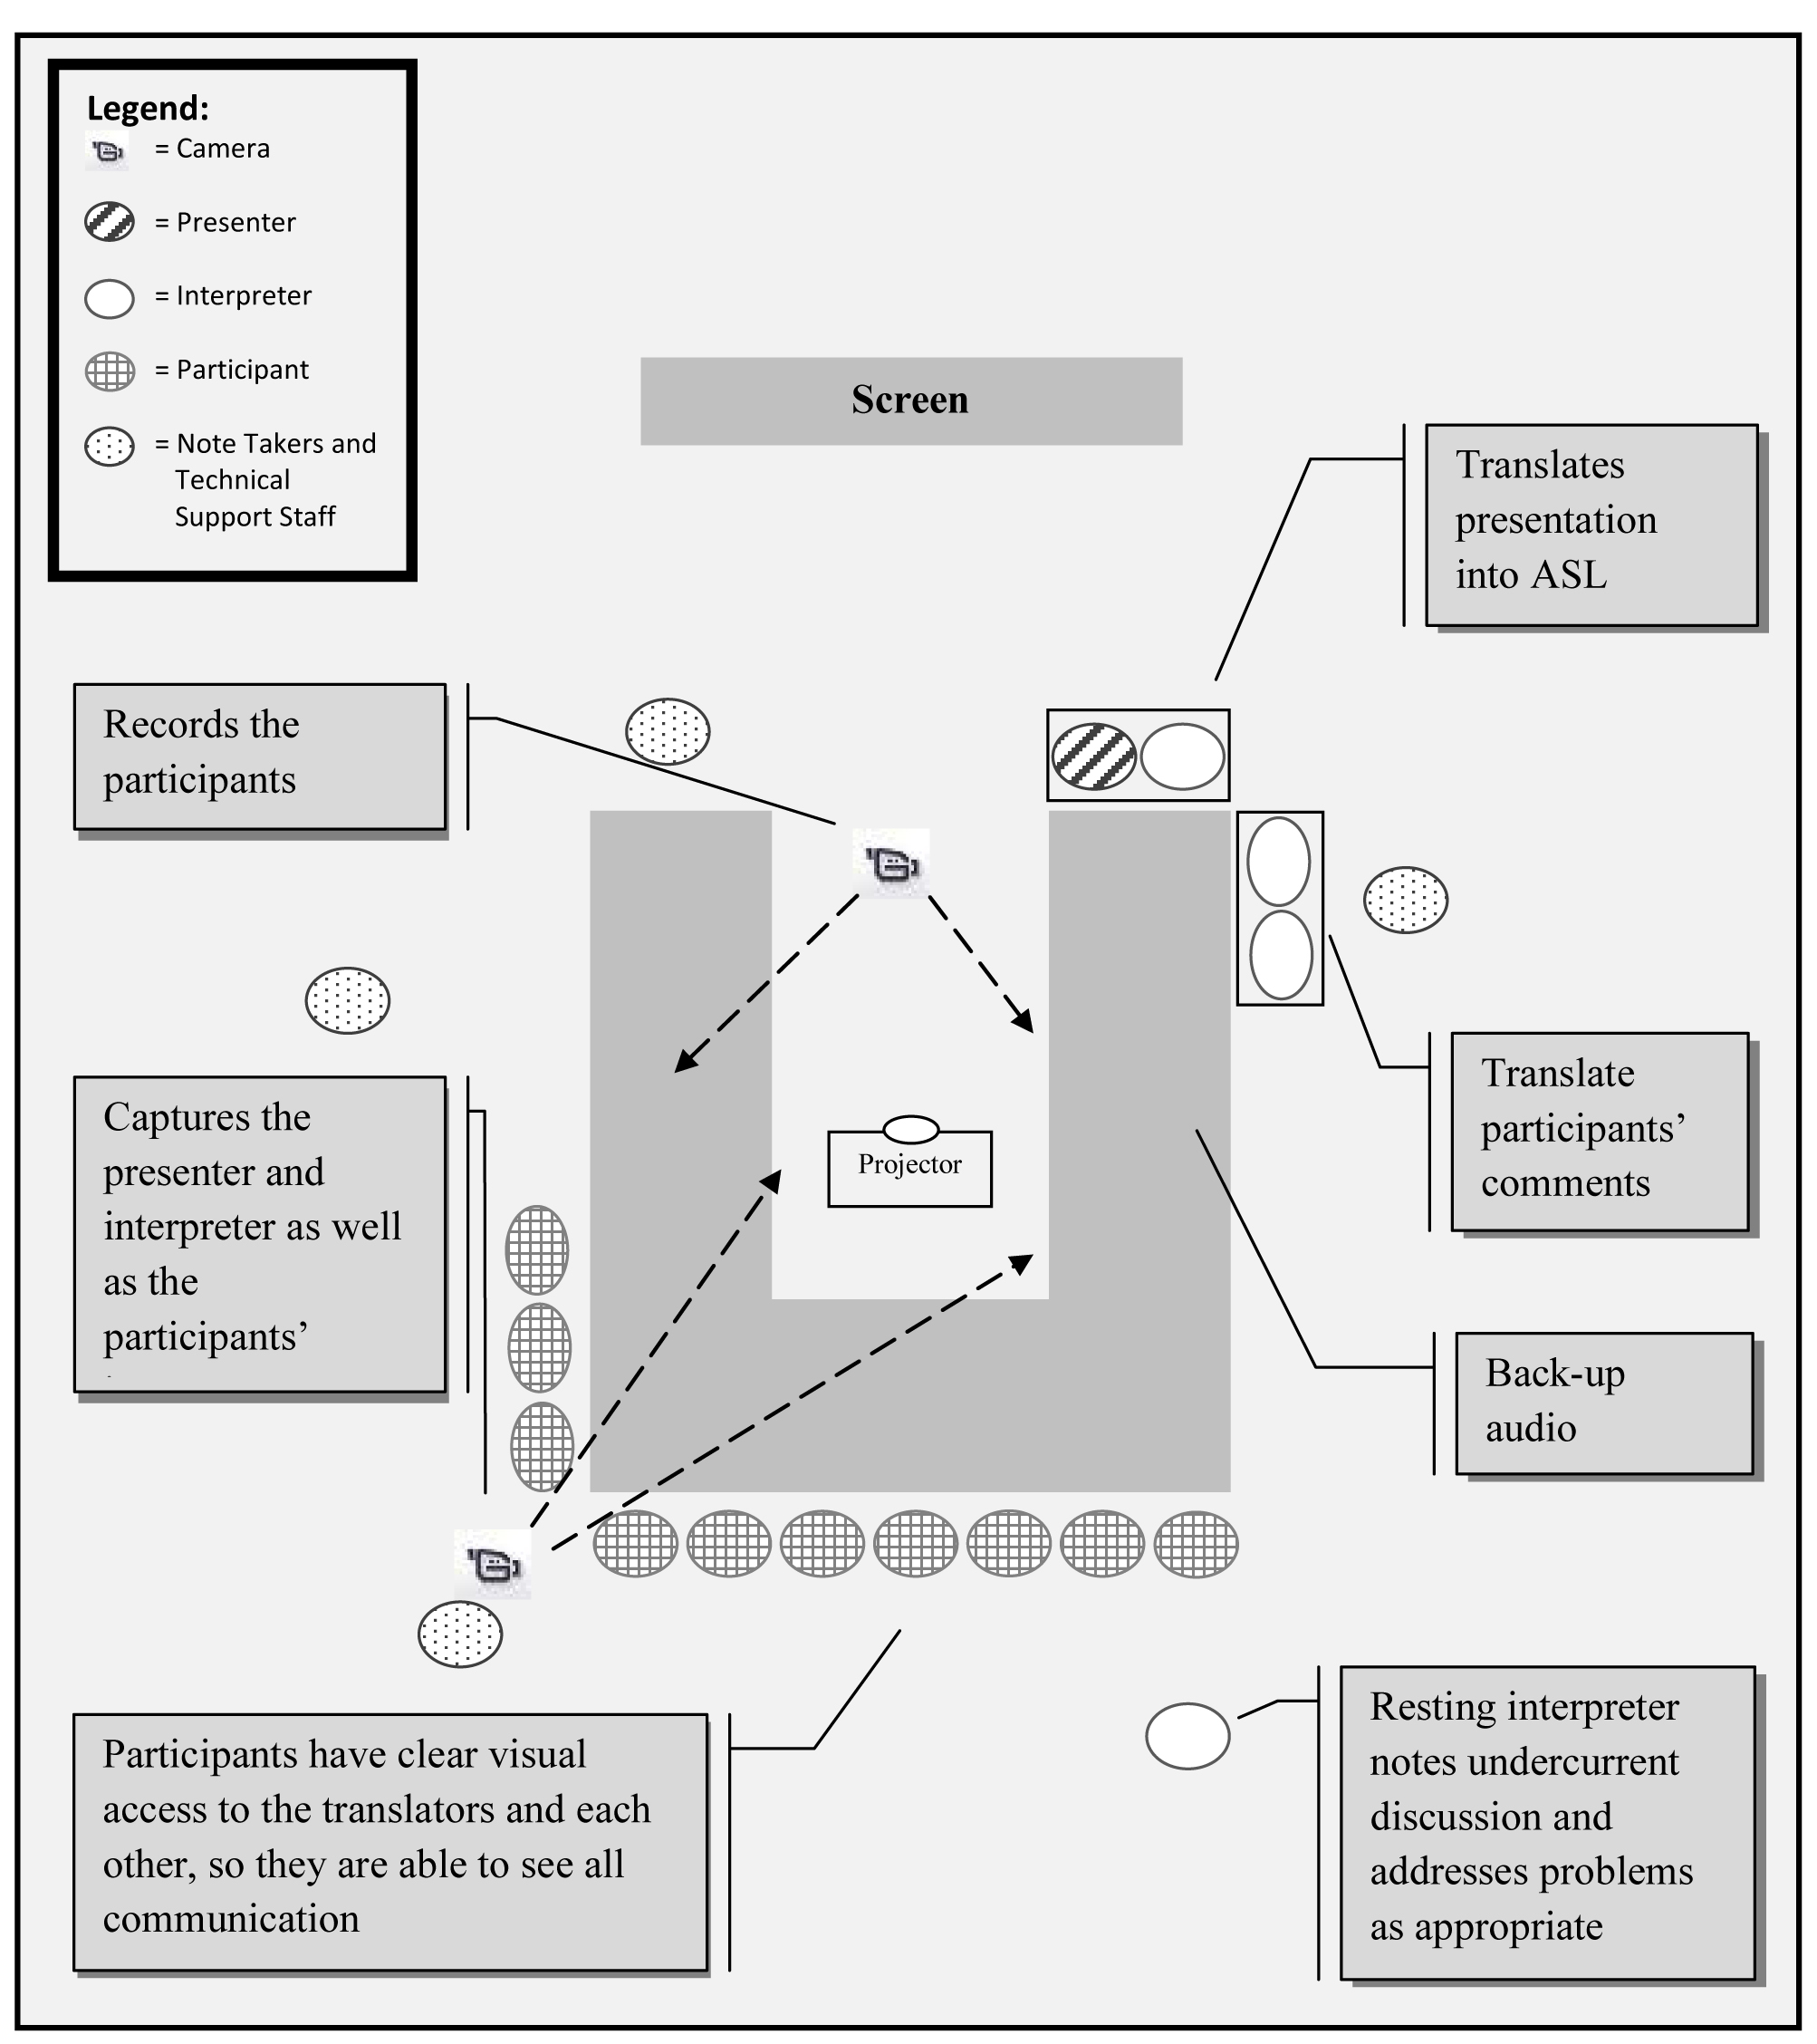 Legend:
= Camera
= Presenter
= Interpreter
= Participant
= Note Takers and
Technical
Support Staff
Screen
Translates
presentation
into ASL
Records the
participants
Captures the
presenter and
interpreter as well
as the
participants’
Projector
Translate
participants’
comments
Back-up
audio
Participants have clear visual
access to the translators and each
other, so they are able to see all
communication
Resting interpreter
notes undercurrent
discussion and
addresses problems
as appropriate